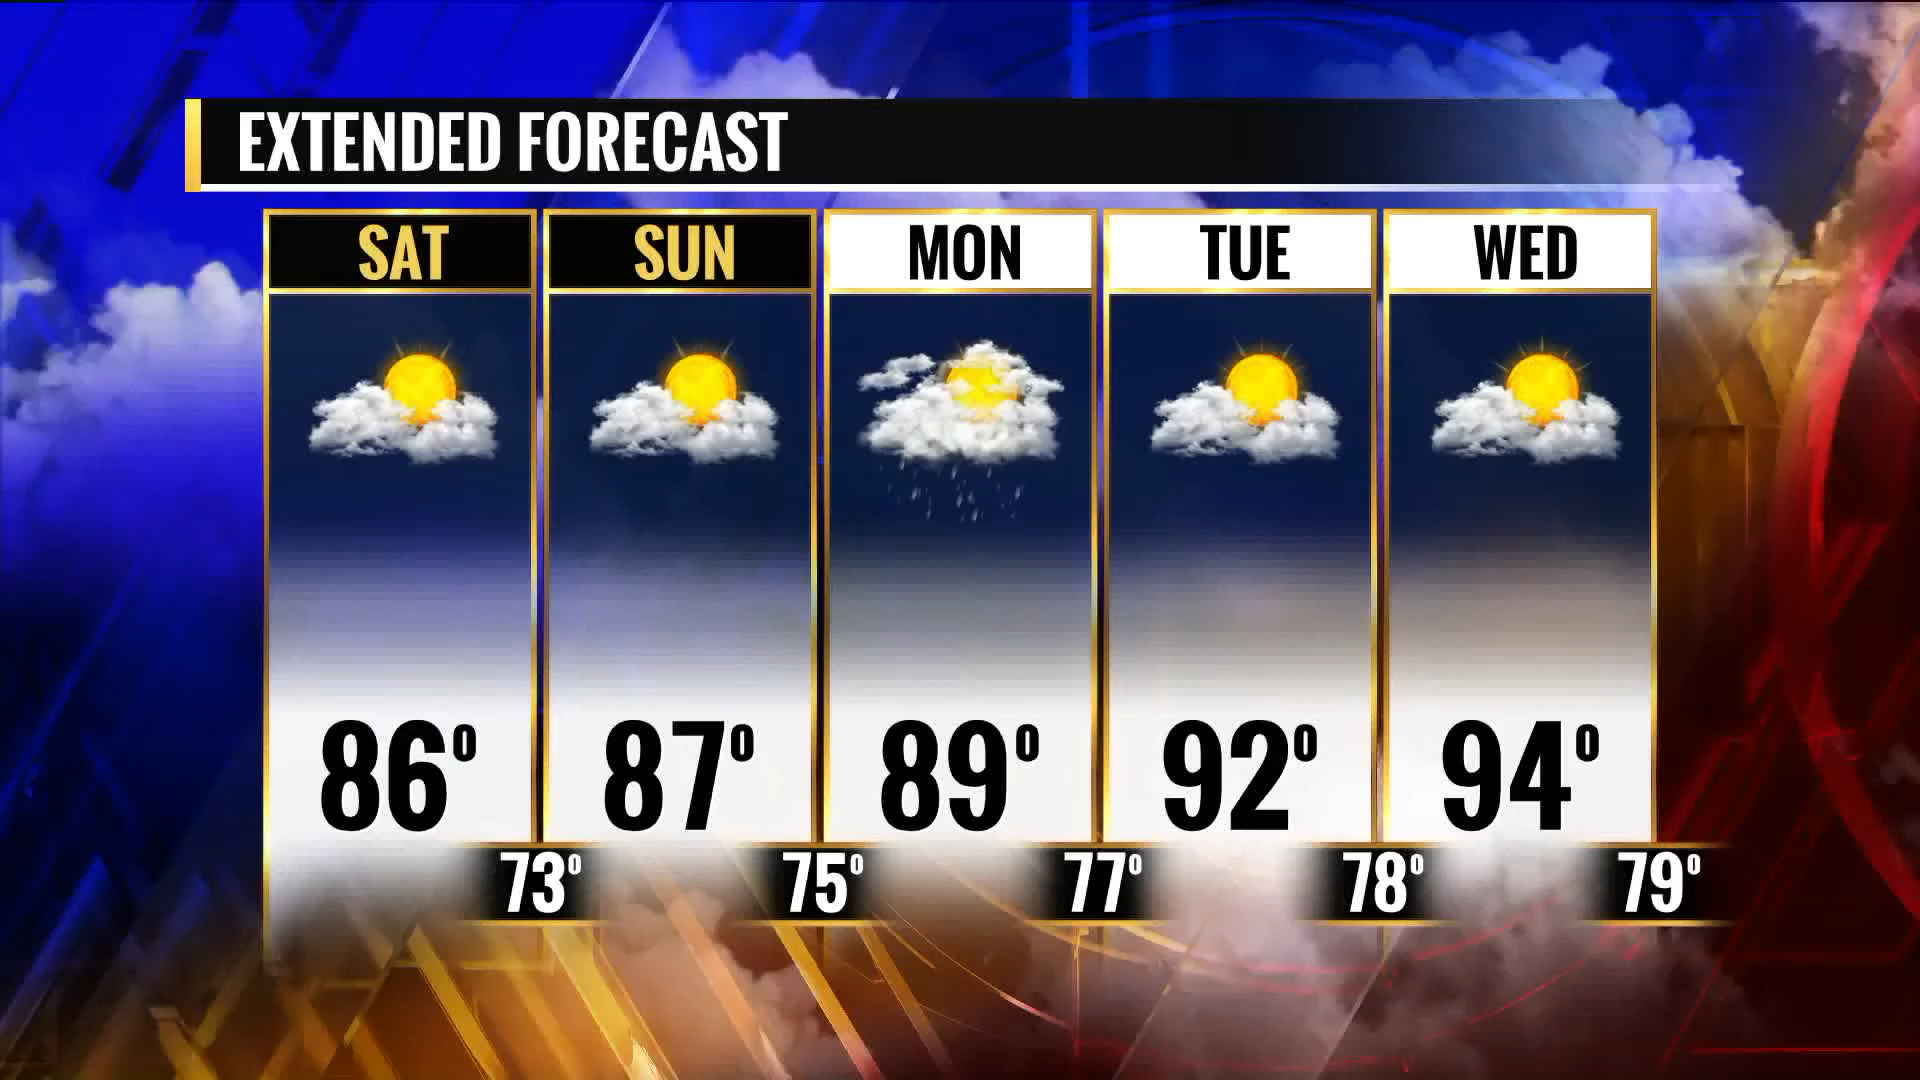 EXTENDED FORECAST
SAT SUN MON TUE WED
86° 87° 89° 92° 94°
73° 75° 77° 78° 79°